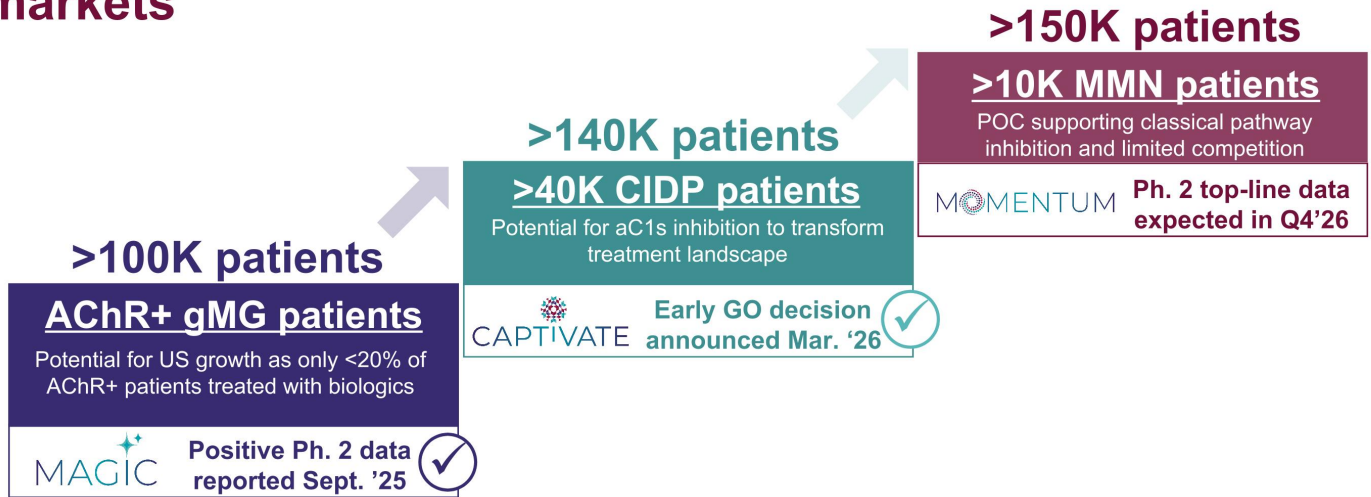 markets
>150K patients
>10K MMN patients
POC supporting classical pathway
inhibition and limited competition
MOMENTUM
Ph. 2 top-line data
expected in Q4’26
>140K patients
>40K CIDP patients
Potential for aC1s inhibition to transform
treatment landscape
CAPTIVATE
Early GO decision
announced Mar. ‘26
>100K patients
AChR+ gMG patients
Potential for US growth as only <20% of
AChR+ patients treated with biologics
MAGIC
Positive Ph. 2 data
reported Sept. ’25